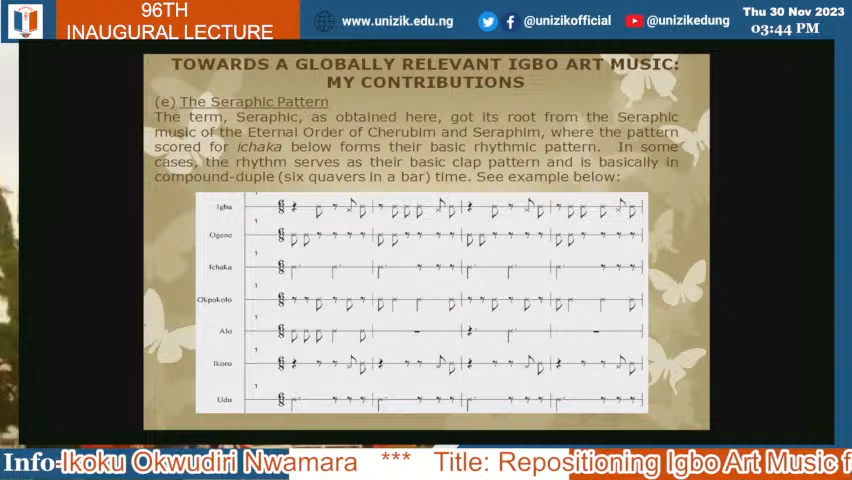 96TH
INAUGURAL LECTURE
www.unizik.edu.ng
@unizikofficial
@unizikedung
Thu 30 Nov 2023
03:44 PM
TOWARDS A GLOBALLY RELEVANT IGBO ART MUSIC:
MY CONTRIBUTIONS
(e) The Seraphic Pattern
The term, Seraphic, as obtained here, got its root from the Seraphic
music of the Eternal Order of Cherubim and Seraphim, where the pattern
scored for ichaka below forms their basic rhythmic pattern. In some
cases, the rhythm serves as their basic clap pattern and is basically in
compound-duple (six quavers in a bar) time. See example below:
Igba
Ogene
Ichaka
Okpokolo
Alo
Ikoro
Udu
Info-Ikoku Okwudiri Nwamara *** Title: Repositioning Igbo Art Music f